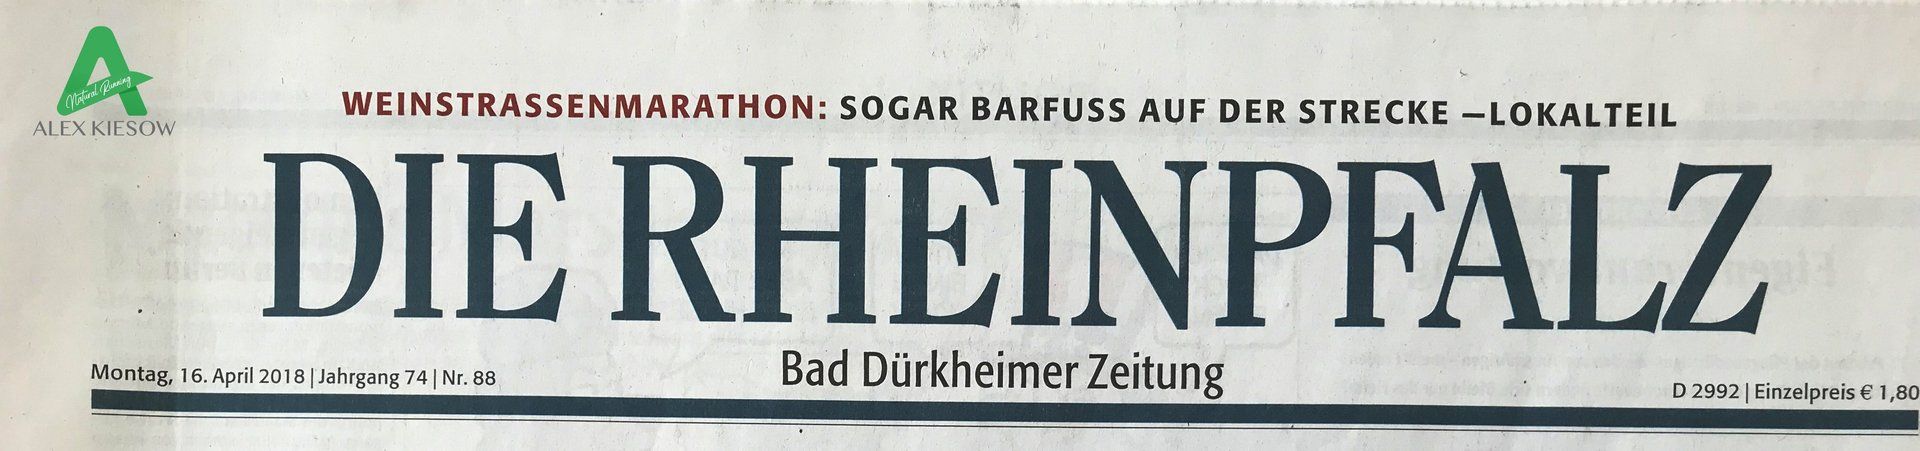 Natural Running
ALEX KIESOW
WEINSTRASSENMARATHON: SOGAR BARFUSS AUF DER STRECKE –LOKALTEIL
DIE RHEINPFALZ
Bad Dürkheimer Zeitung
Montag, 16. April 2018 | Jahrgang 74 | Nr. 88
D 2992 | Einzelpreis € 1,80